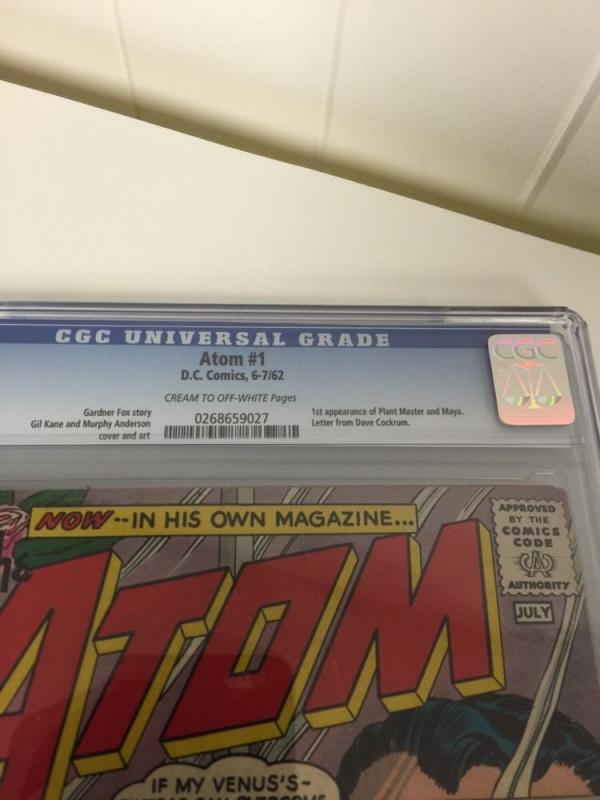 CGC UNIVERSAL GRADE
Atom #1
D.C. Comics, 6-7/62
CREAM TO OFF-WHITE Pages
Gardner Fox story
Gil Kane and Murphy Anderson
cover and art
0268659027
1st appearance of Plant Master and Maya.
Letter from Dave Cockrum.
CGC
NOW--IN HIS OWN MAGAZINE...
ATOM
APPROVED
BY THE
COMICS
CODE
CA
AUTHORITY
JULY
IF MY VENUS'S-